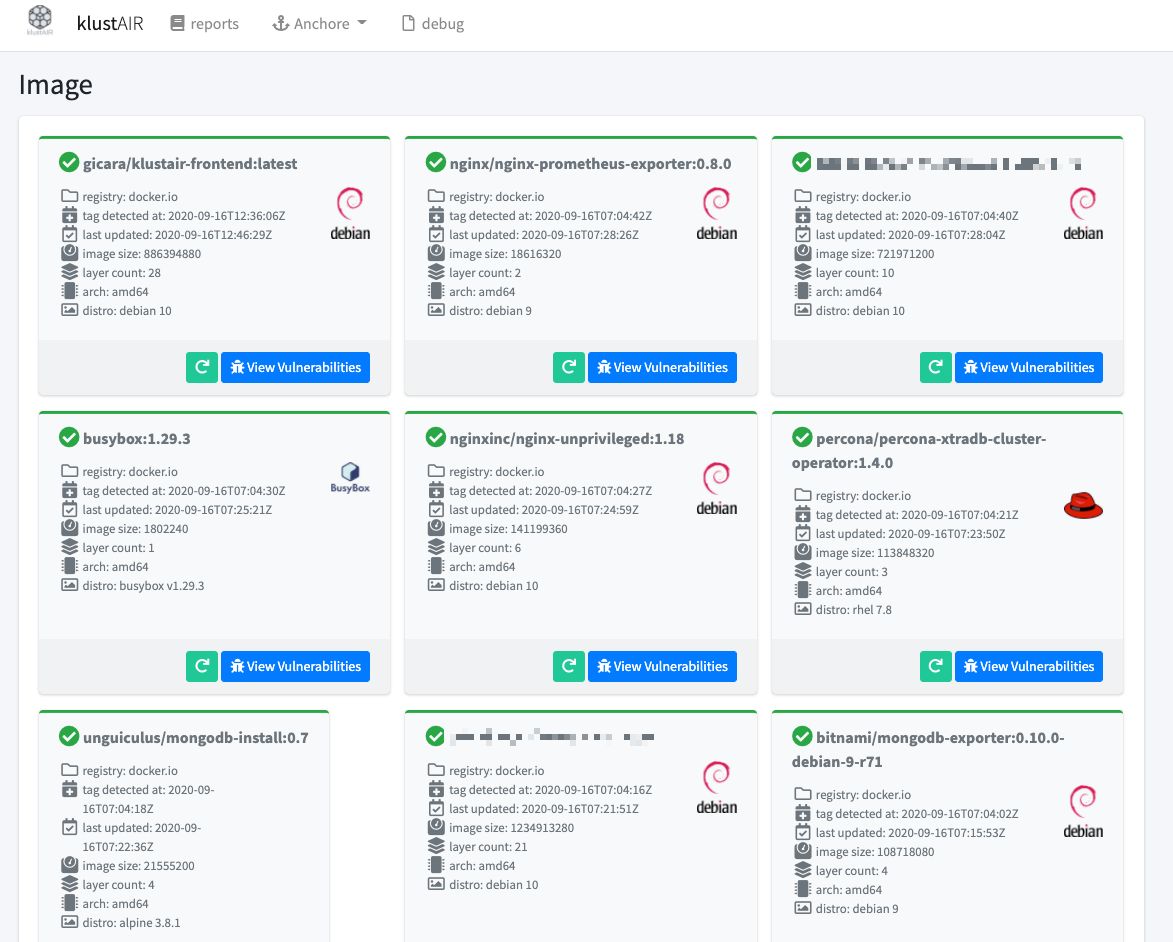 klustAIR
klustAIR
reports
Anchore
debug
Image
gicara/klustair-frontend:latest
registry: docker.io
tag detected at: 2020-09-16T12:36:06Z
last updated: 2020-09-16T12:46:29Z
image size: 886394880
layer count: 28
arch: amd64
distro: debian 10
debian
View Vulnerabilities
nginx/nginx-prometheus-exporter:0.8.0
registry: docker.io
tag detected at: 2020-09-16T07:04:42Z
last updated: 2020-09-16T07:28:26Z
image size: 18616320
layer count: 2
arch: amd64
distro: debian 9
debian
View Vulnerabilities
registry: docker.io
tag detected at: 2020-09-16T07:04:40Z
last updated: 2020-09-16T07:28:04Z
image size: 721971200
layer count: 10
arch: amd64
distro: debian 10
debian
View Vulnerabilities
busybox:1.29.3
registry: docker.io
tag detected at: 2020-09-16T07:04:30Z
last updated: 2020-09-16T07:25:21Z
image size: 1802240
layer count: 1
arch: amd64
distro: busybox v1.29.3
BusyBox
View Vulnerabilities
nginxinc/nginx-unprivileged:1.18
registry: docker.io
tag detected at: 2020-09-16T07:04:27Z
last updated: 2020-09-16T07:24:59Z
image size: 141199360
layer count: 6
arch: amd64
distro: debian 10
debian
View Vulnerabilities
percona/percona-xtradb-cluster-
operator:1.4.0
registry: docker.io
tag detected at: 2020-09-16T07:04:21Z
last updated: 2020-09-16T07:23:50Z
image size: 113848320
layer count: 3
arch: amd64
distro: rhel 7.8
View Vulnerabilities
unguiculus/mongodb-install:0.7
registry: docker.io
tag detected at: 2020-09-
16T07:04:18Z
last updated: 2020-09-
16T07:22:36Z
image size: 21555200
layer count: 4
arch: amd64
distro: alpine 3.8.1
registry: docker.io
tag detected at: 2020-09-16T07:04:16Z
last updated: 2020-09-16T07:21:51Z
image size: 1234913280
layer count: 21
arch: amd64
distro: debian 10
debian
bitnami/mongodb-exporter:0.10.0-
debian-9-r71
registry: docker.io
tag detected at: 2020-09-16T07:04:02Z
last updated: 2020-09-16T07:15:53Z
image size: 108718080
layer count: 4
arch: amd64
distro: debian 9
debian